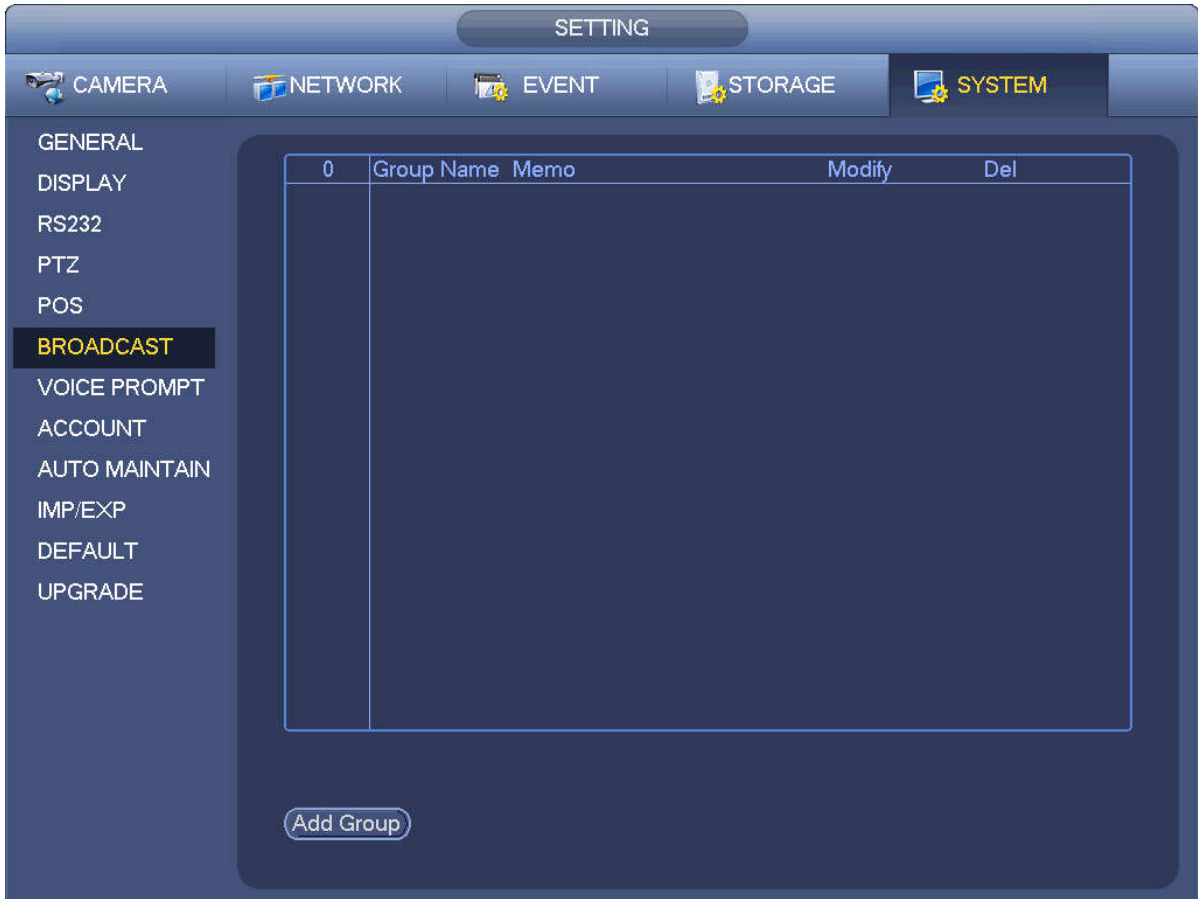 SETTING
CAMERA NETWORK EVENT STORAGE SYSTEM
GENERAL
DISPLAY
RS232
PTZ
POS
BROADCAST
VOICE PROMPT
ACCOUNT
AUTO MAINTAIN
IMP/EXP
DEFAULT
UPGRADE
0 Group Name Memo Modify Del
Add Group